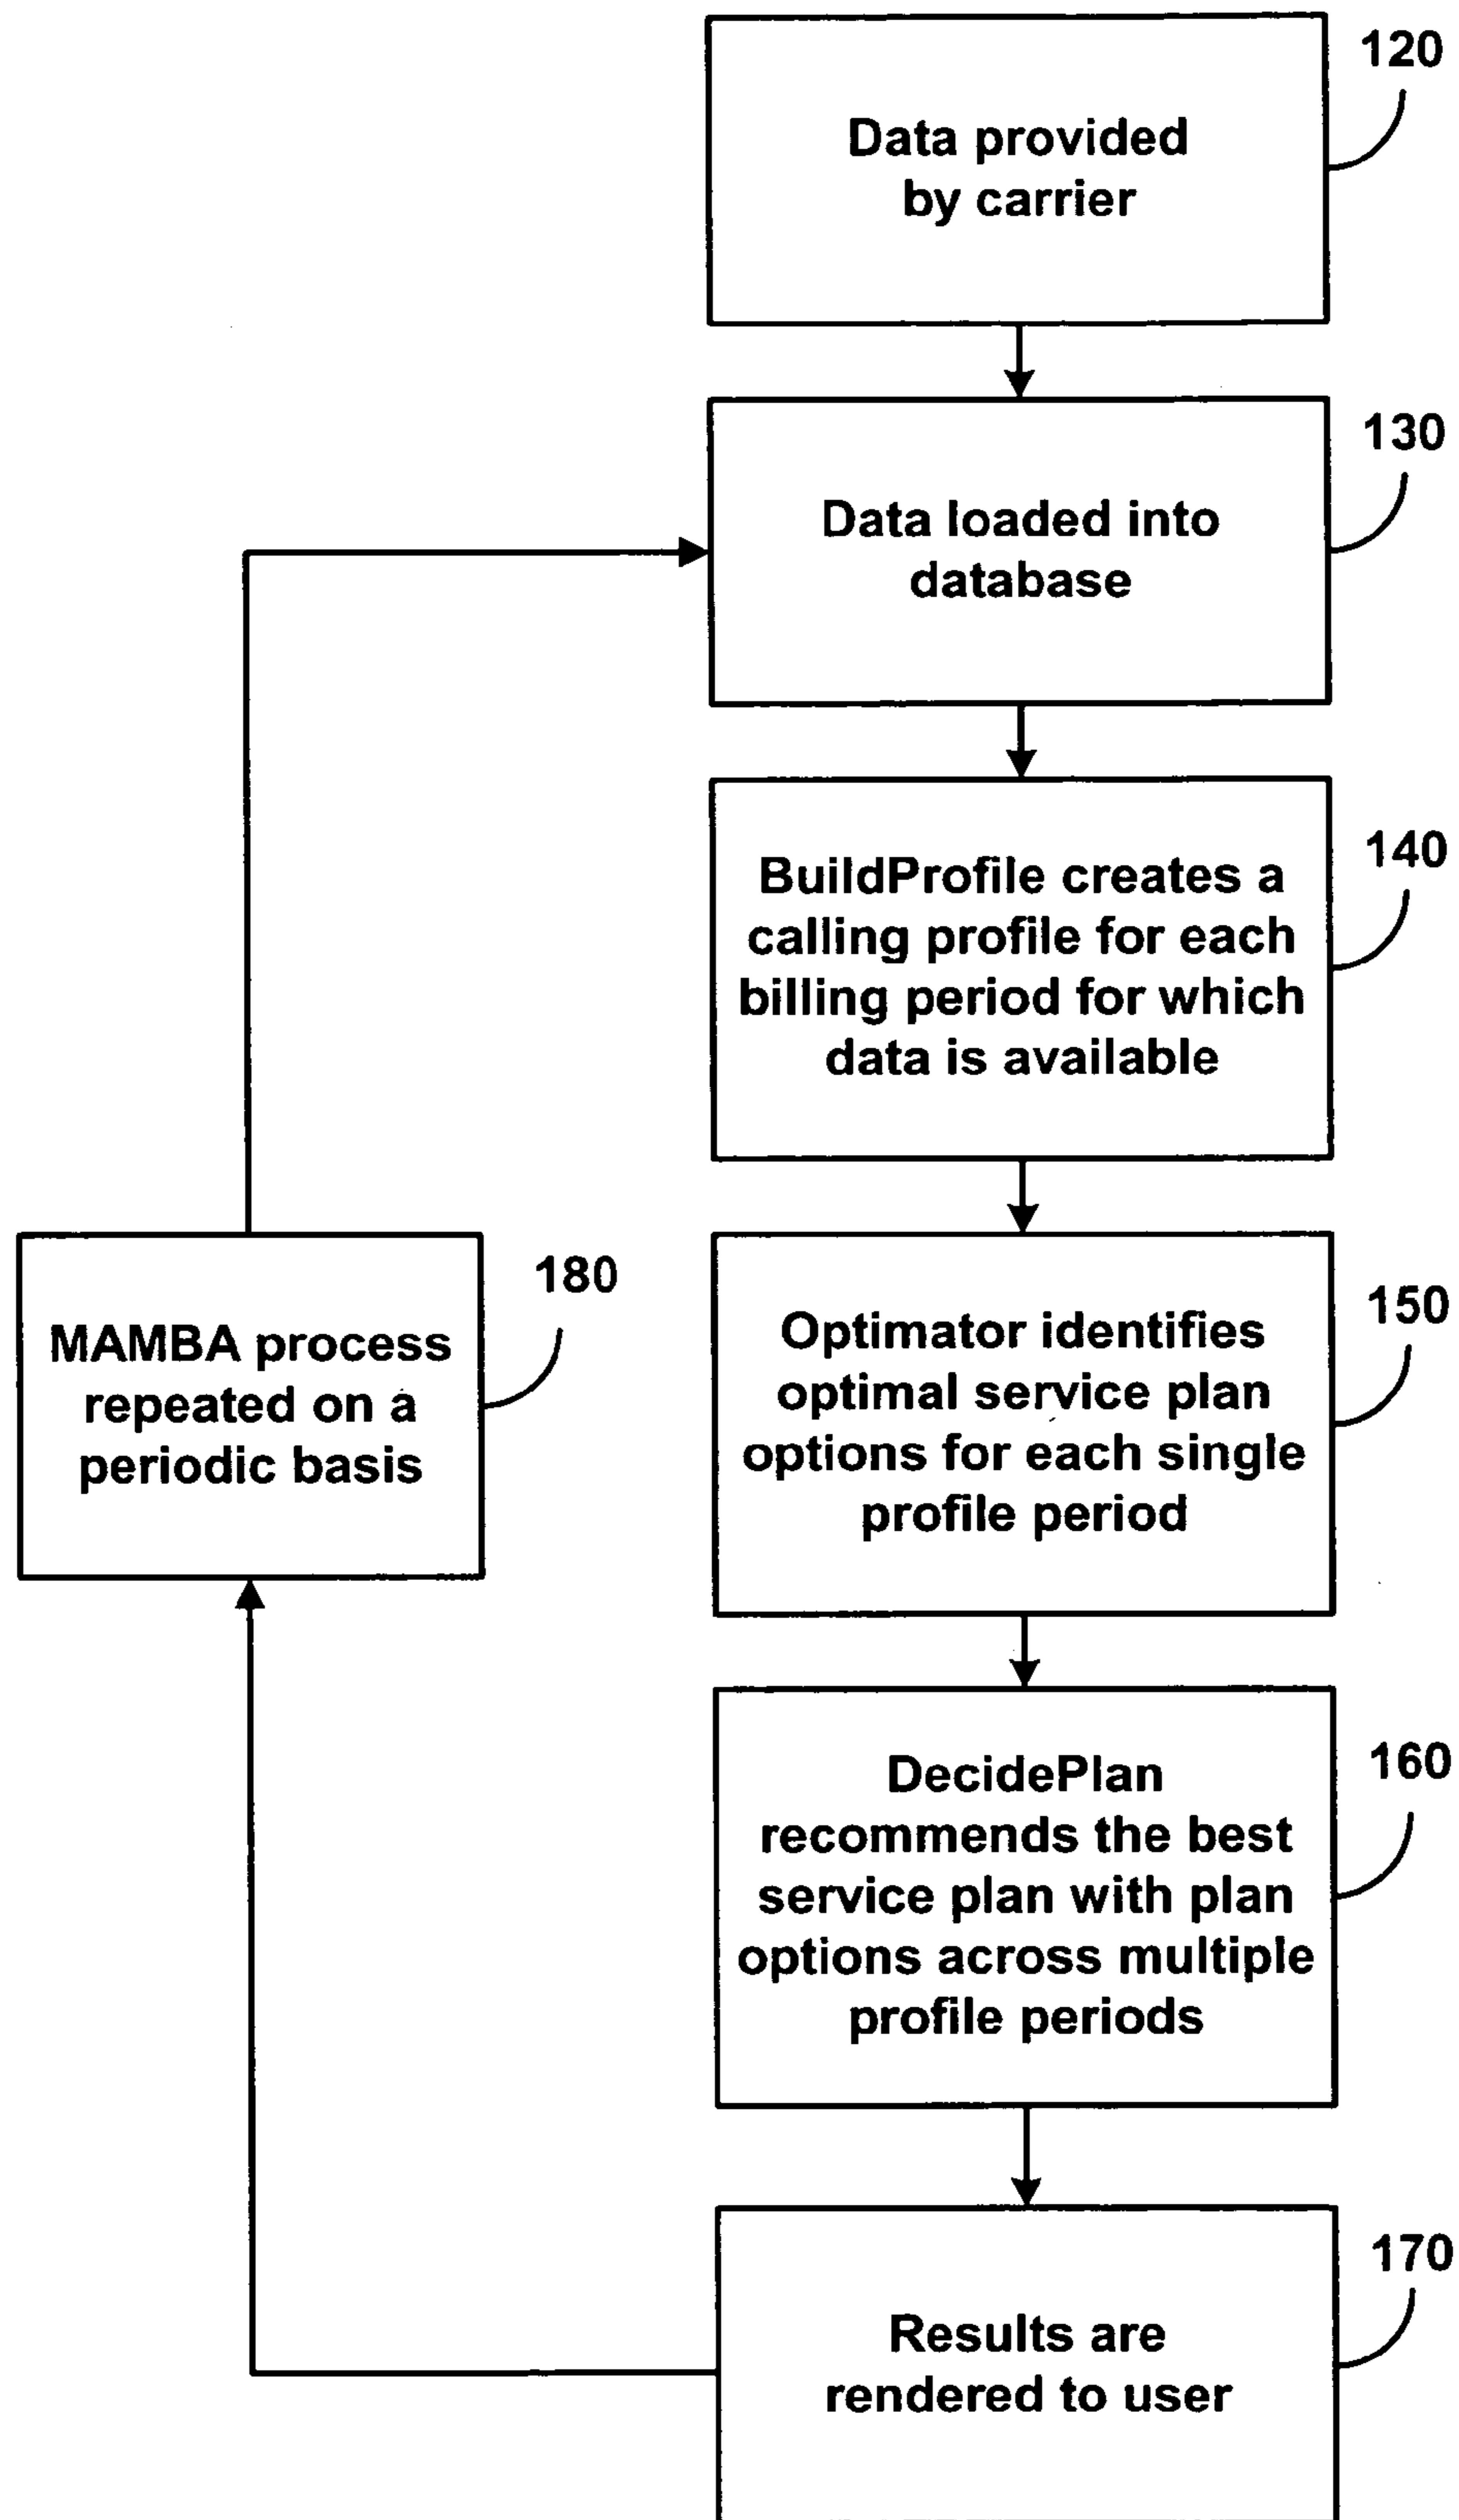 120
Data provided
by carrier
130
Data loaded into
database
140
BuildProfile creates a
calling profile for each
billing period for which
data is available
180
MAMBA process
repeated on a
periodic basis
150
Optimator identifies
optimal service plan
options for each single
profile period
160
DecidePlan
recommends the best
service plan with plan
options across multiple
profile periods
170
Results are
rendered to user